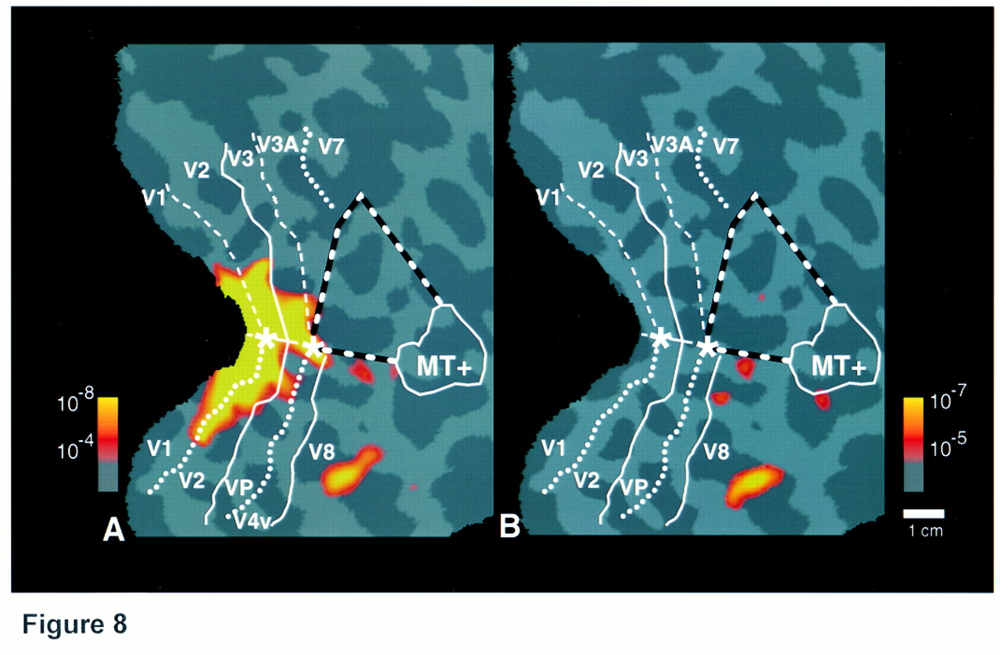 V3A V7
V3
V2
V1
MT+
10-8
10-4
V1
V8
V2
VP
V4v
A
V3A V7
V3
V2
V1
MT+
10-7
10-5
V1
V8
V2
VP
B
1 cm
Figure 8